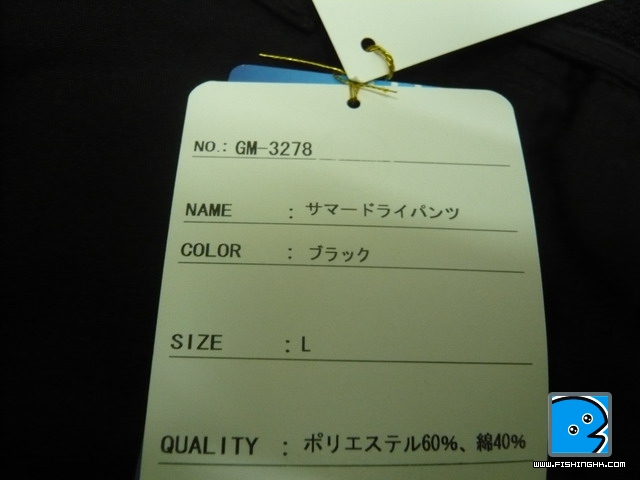 NO.: GM-3278
NAME : サマードライパンツ
COLOR : ブラック
SIZE : L
QUALITY : ポリエステル60%、綿40%
WWW.FISHINGHK.COM